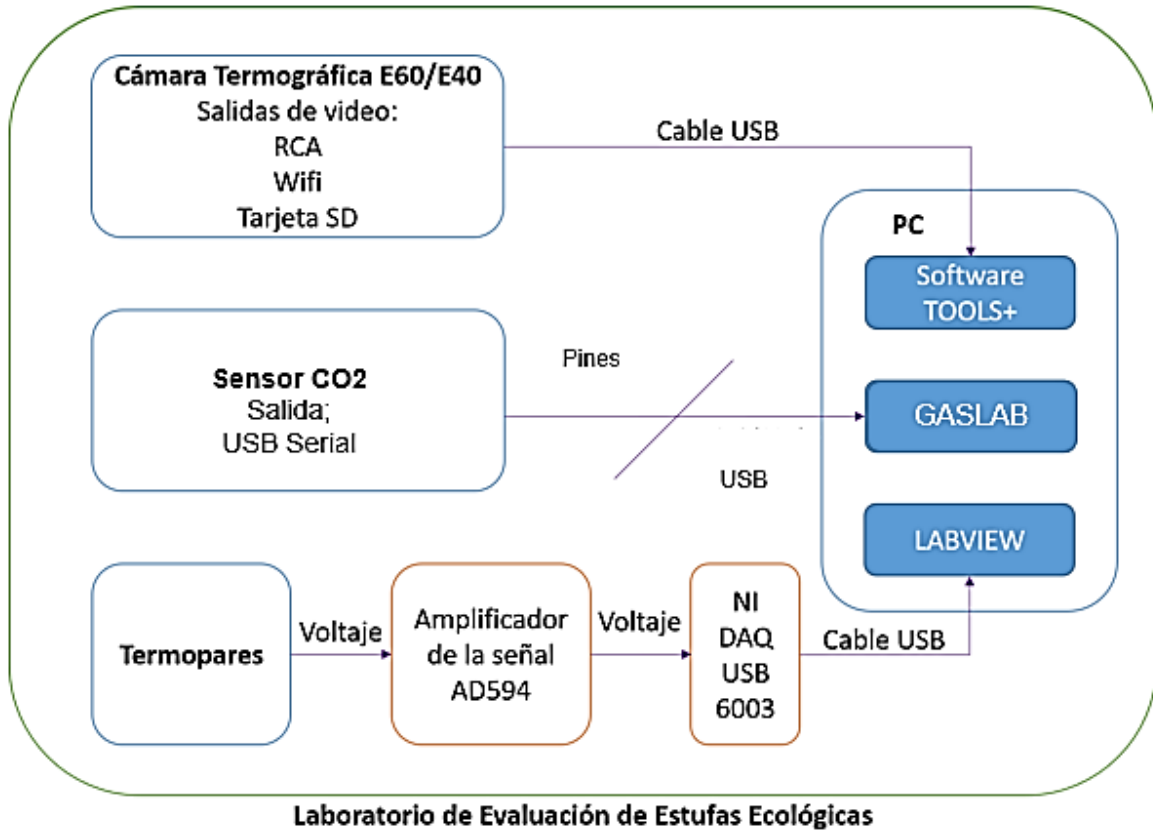 Cámara Termográfica E60/E40
Salidas de video:
RCA
Wifi
Tarjeta SD
Cable USB
PC
Software
TOOLS+
Sensor CO2
Salida;
USB Serial
Pines
USB
GASLAB
LABVIEW
Termopares
Voltaje
Amplificador
de la señal
AD594
Voltaje
NI
DAQ
USB
6003
Cable USB
Laboratorio de Evaluación de Estufas Ecológicas